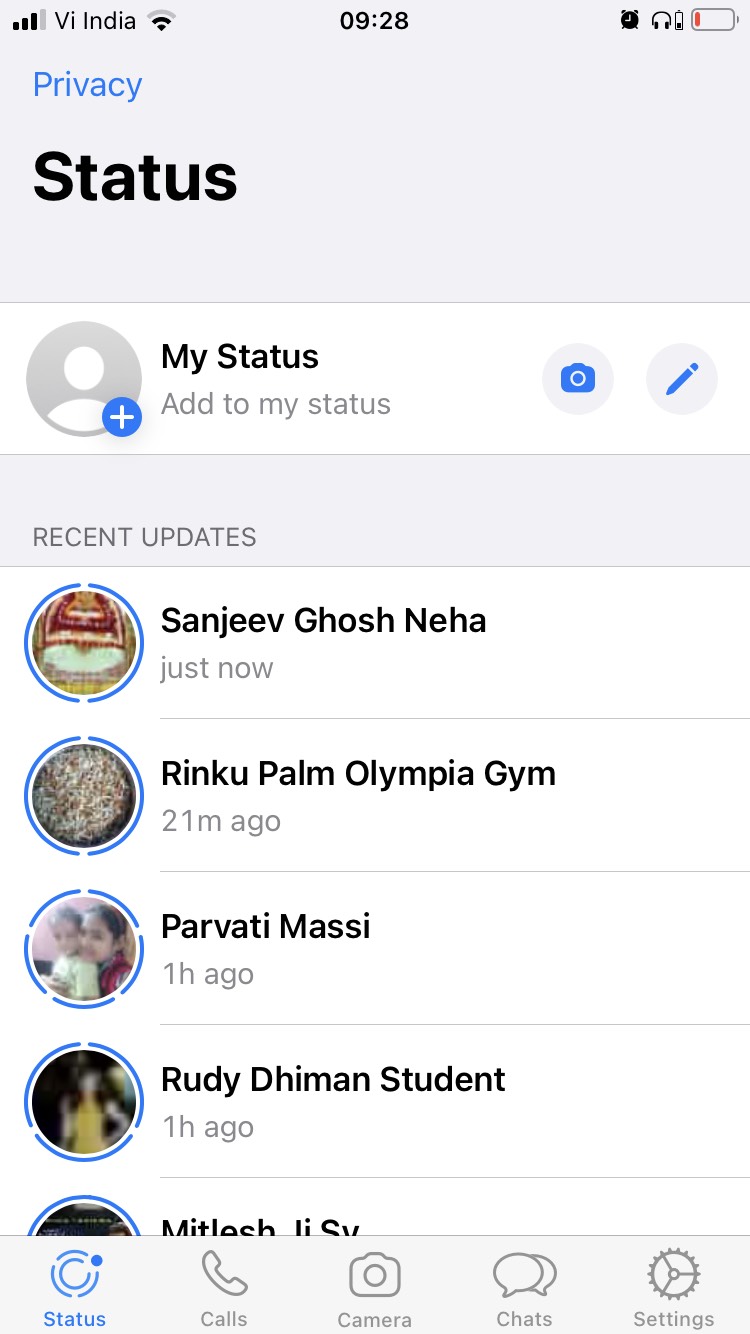 Vi India 09:28
Privacy
Status
My Status
Add to my status
RECENT UPDATES
Sanjeev Ghosh Neha
just now
Rinku Palm Olympia Gym
21m ago
Parvati Massi
1h ago
Rudy Dhiman Student
1h ago
Mitlesh Ji Sv
Status Calls Camera Chats Settings